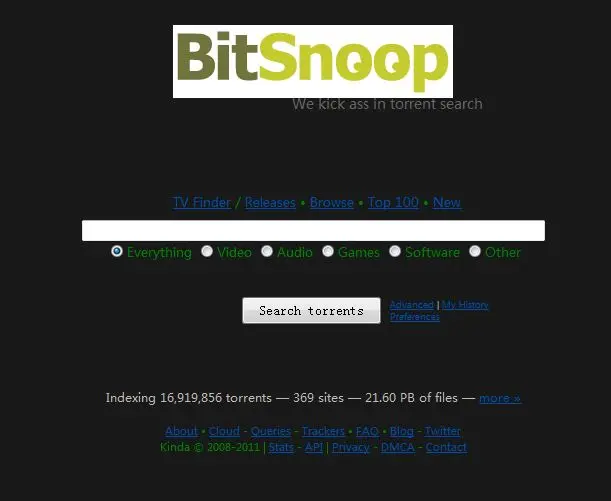 BitSnoop
We kick ass in torrent search
TV Finder / Releases • Browse • Top 100 • New
Everything Video Audio Games Software Other
Search torrents
Advanced | My History
Preferences
Indexing 16,919,856 torrents — 369 sites — 21.60 PB of files — more »
About • Cloud - Queries - Trackers • FAQ • Blog - Twitter
Kinda © 2008-2011 | Stats - API | Privacy - DMCA - Contact